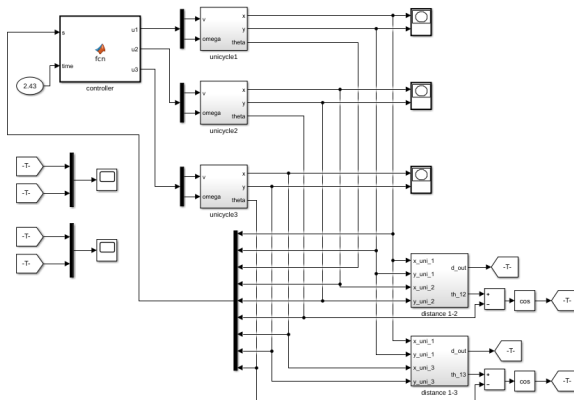 s
time
fcn
u1
u2
u3
controller
2.43
v
omega
x
y
theta
unicycle1
v
omega
x
y
theta
unicycle2
v
omega
x
y
theta
unicycle3
-T-
-T-
-T-
-T-
x_uni_1
y_uni_1
x_uni_2
y_uni_2
d_out
th_12
distance 1-2
-T-
+
−
cos
-T-
x_uni_1
y_uni_1
x_uni_3
y_uni_3
d_out
th_13
distance 1-3
-T-
+
−
cos
-T-